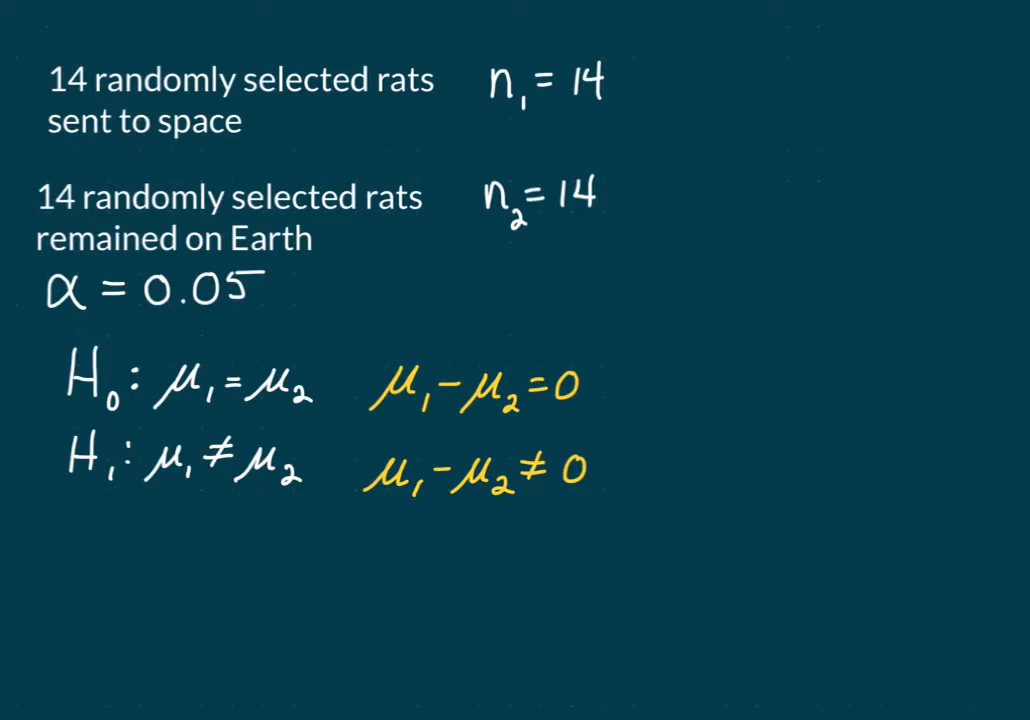 14 randomly selected rats n₁ = 14
sent to space
14 randomly selected rats n₂ = 14
remained on Earth
α = 0.05
H₀: μ₁ = μ₂ μ₁ − μ₂ = 0
H₁: μ₁ ≠ μ₂ μ₁ − μ₂ ≠ 0